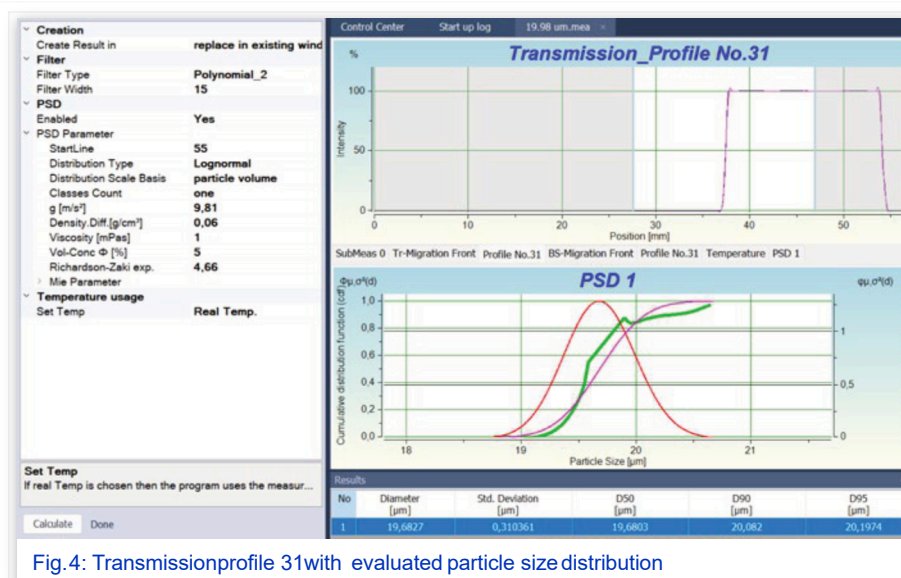 Creation
Create Result in replace in existing wind
Filter
Filter Type Polynomial_2
Filter Width 15
PSD
Enabled Yes
PSD Parameter
StartLine 55
Distribution Type Lognormal
Distribution Scale Basis particle volume
Classes Count one
g [m/s²] 9,81
Density.Diff.[g/cm³] 0,06
Viscosity [mPas] 1
Vol-Conc Φ [%] 5
Richardson-Zaki exp. 4,66
Mie Parameter
Temperature usage
Set Temp Real Temp.
Set Temp
If real Temp is chosen then the program uses the measur...
Calculate Done
Control Center Start up log 19.98 um.mea ×
Transmission_Profile No.31
%
Intensity
100
50
0
0 10 20 30 40 50
Position [mm]
SubMeas 0 Tr-Migration Front Profile No.31 BS-Migration Front Profile No.31 Temperature PSD 1
PSD 1
Φμ,σ²(d)
φμ,σ²(d)
Cumulative distribution function (cdf)
1,0
0,8
0,6
0,4
0,2
0,0
1
0,5
0
18 19 20 21
Particle Size [μm]
Results
No Diameter Std. Deviation D50 D90 D95
[μm] [μm] [μm] [μm] [μm]
1 19,6827 0,310361 19,6803 20,082 20,1974
Fig.4: Transmissionprofile 31with evaluated particle size distribution